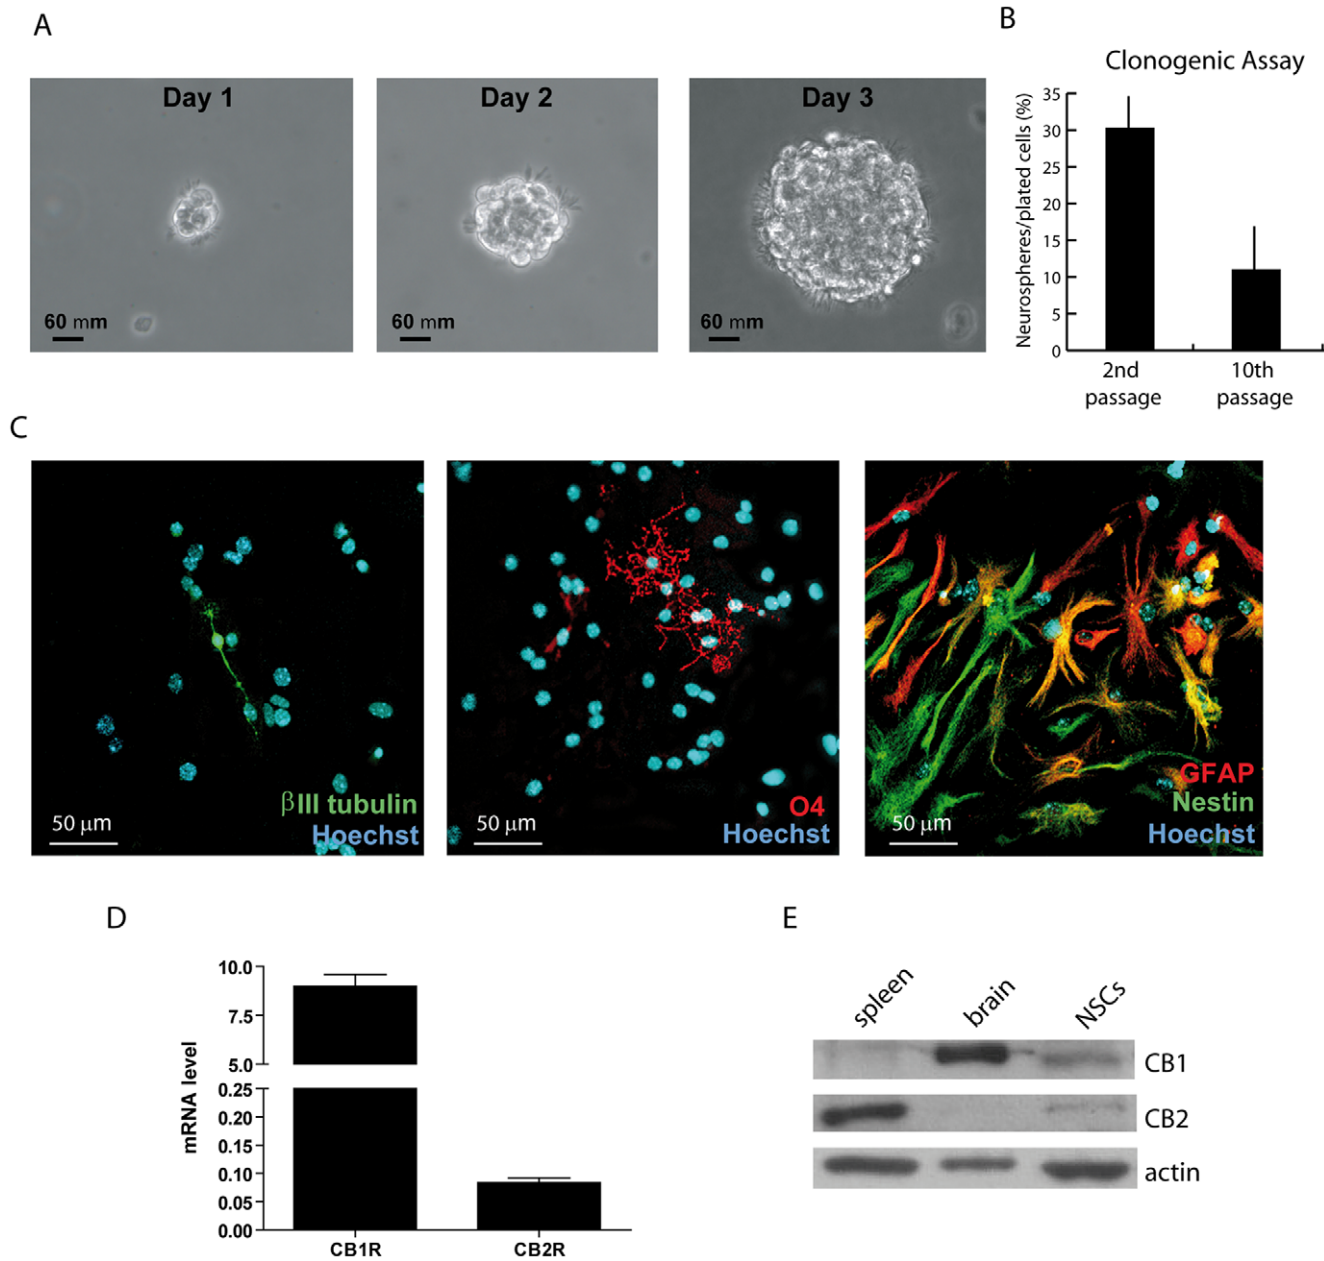 A
Day 1
60 mm
Day 2
60 mm
Day 3
60 mm
B
Clonogenic Assay
Neurospheres/plated cells (%)
35
30
25
20
15
10
5
0
2nd
passage
10th
passage
C
βIII tubulin
Hoechst
50 μm
O4
Hoechst
50 μm
GFAP
Nestin
Hoechst
50 μm
D
mRNA level
10.0
7.5
5.0
0.25
0.20
0.15
0.10
0.05
0.00
CB1R
CB2R
E
spleen
brain
NSCs
CB1
CB2
actin